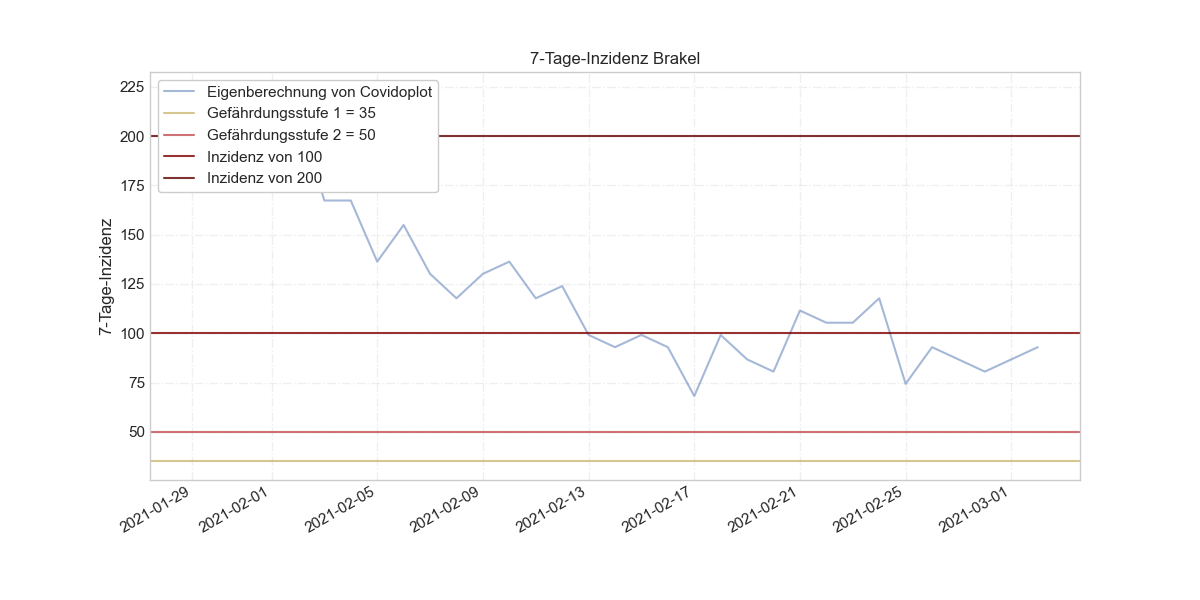 7-Tage-Inzidenz Brakel
7-Tage-Inzidenz
225
200
175
150
125
100
75
50
Eigenberechnung von Covidoplot
Gefährdungsstufe 1 = 35
Gefährdungsstufe 2 = 50
Inzidenz von 100
Inzidenz von 200
2021-01-29
2021-02-01
2021-02-05
2021-02-09
2021-02-13
2021-02-17
2021-02-21
2021-02-25
2021-03-01